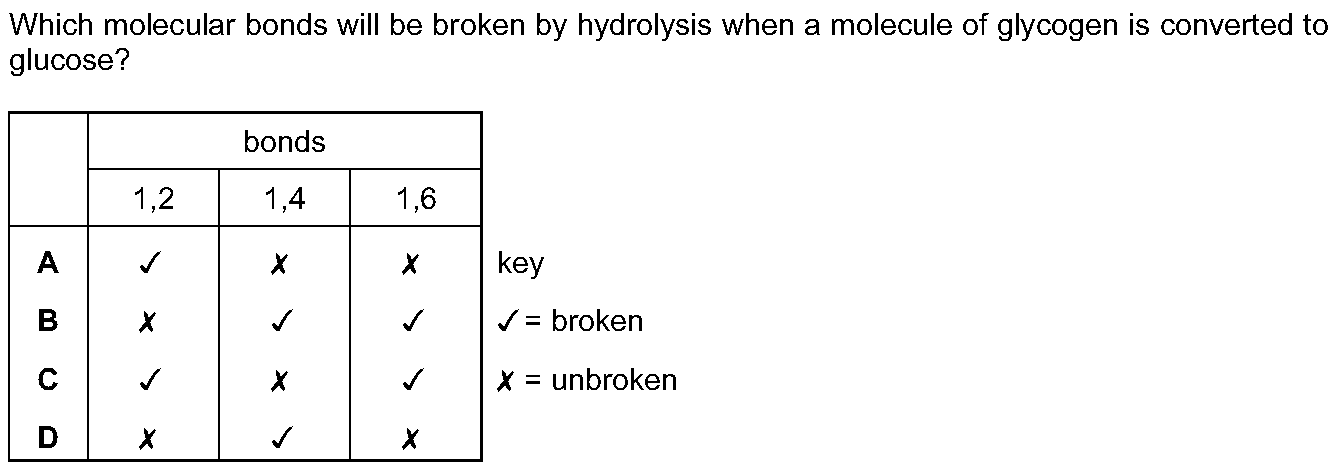 Which molecular bonds will be broken by hydrolysis when a molecule of glycogen is converted to
glucose?
bonds
1,2 1,4 1,6
A ✓ ✗ ✗ key
B ✗ ✓ ✓ ✓ = broken
C ✓ ✗ ✓ ✗ = unbroken
D ✗ ✓ ✗